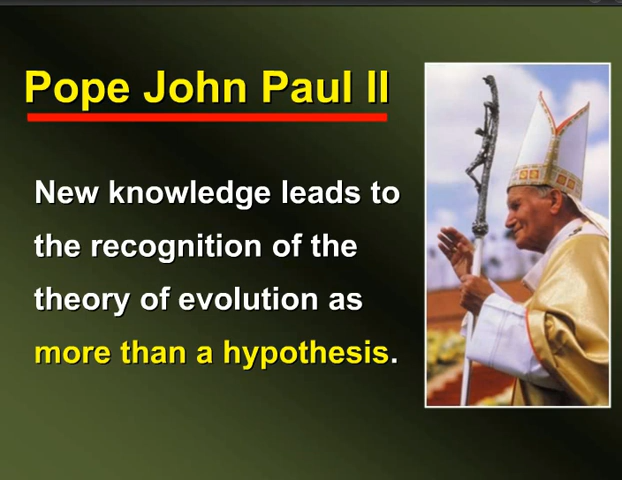 Pope John Paul II
New knowledge leads to
the recognition of the
theory of evolution as
more than a hypothesis.